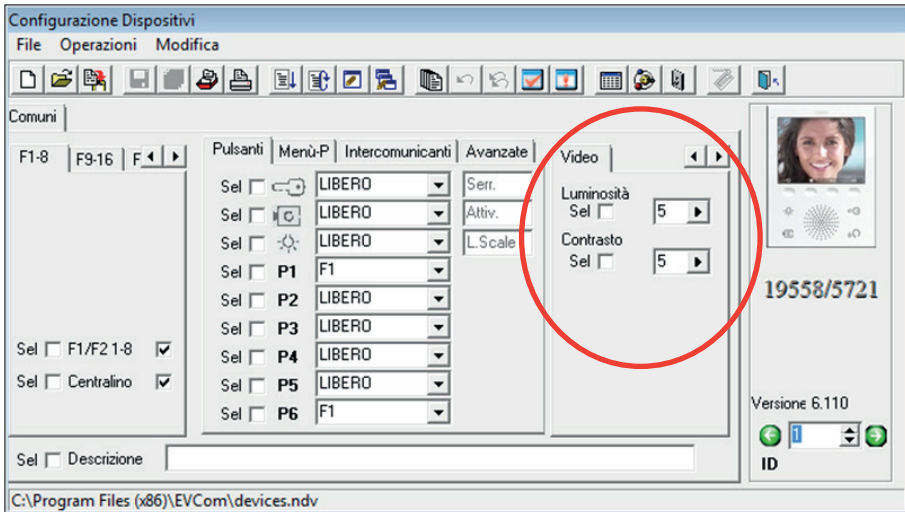 Configurazione Dispositivi
File Operazioni Modifica
Comuni
F1-8 F9-16 F
Sel F1/F2 1-8
Sel Centralino
Pulsanti Menù-P Intercomunicanti Avanzate
Sel LIBERO Serr.
Sel LIBERO Attiv.
Sel LIBERO L.Scale
Sel P1 F1
Sel P2 LIBERO
Sel P3 LIBERO
Sel P4 LIBERO
Sel P5 LIBERO
Sel P6 F1
Video
Luminosità
Sel 5
Contrasto
Sel 5
19558/5721
Versione 6.110
1
ID
Sel Descrizione
C:\Program Files (x86)\EVCom\devices.ndv